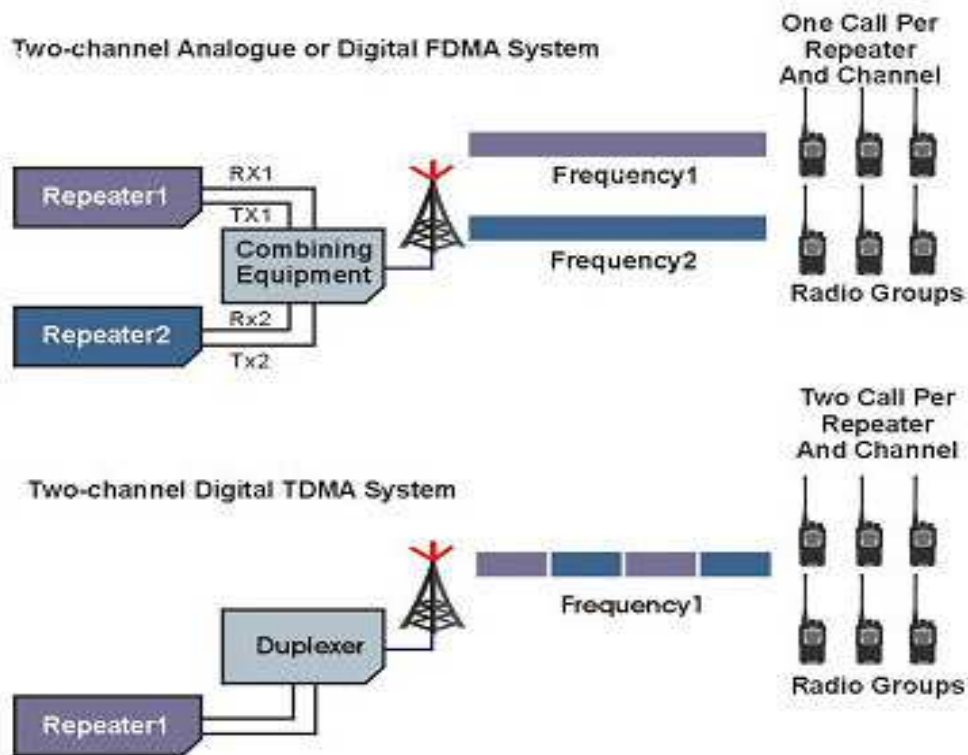 Two-channel Analogue or Digital FDMA System
One Call Per
Repeater
And Channel
Repeater1
RX1
TX1
Combining
Equipment
Repeater2
Rx2
Tx2
Frequency1
Frequency2
Radio Groups
Two-channel Digital TDMA System
Two Call Per
Repeater
And Channel
Duplexer
Repeater1
Frequency1
Radio Groups